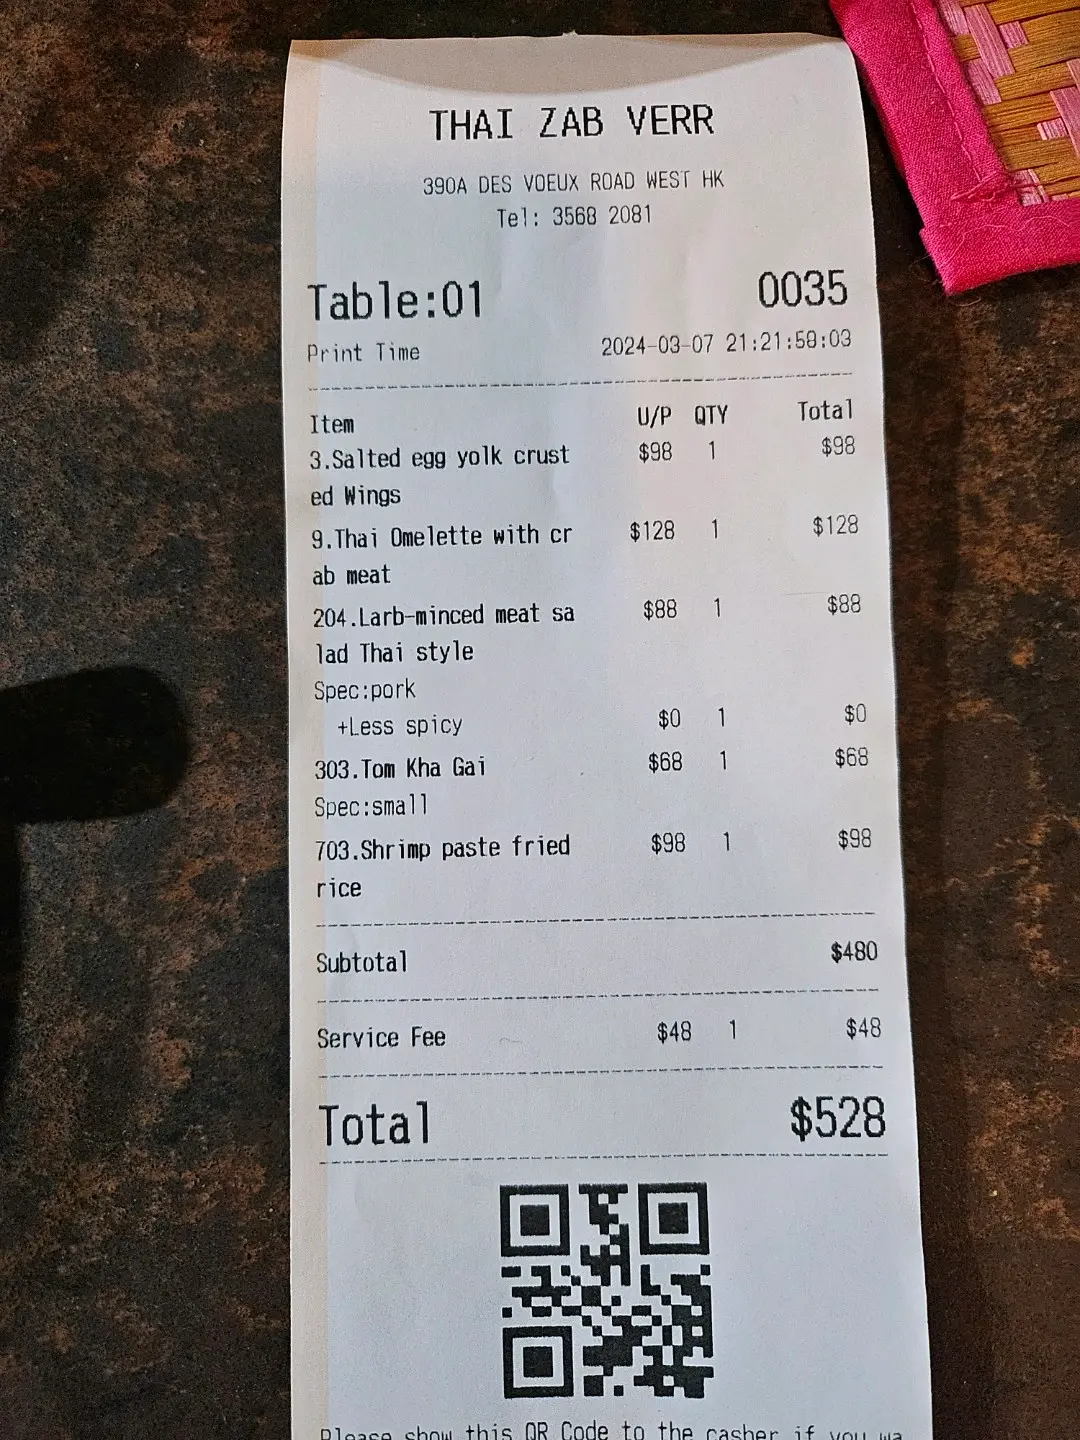 THAI ZAB VERR
390A DES VOEUX ROAD WEST HK
Tel: 3568 2081
Table:01 0035
Print Time 2024-03-07 21:21:58:03
Item U/P QTY Total
3.Salted egg yolk crust $98 1 $98
ed Wings
9.Thai Omelette with cr $128 1 $128
ab meat
204.Larb-minced meat sa $88 1 $88
lad Thai style
Spec:pork
+Less spicy $0 1 $0
303.Tom Kha Gai $68 1 $68
Spec:small
703.Shrimp paste fried $98 1 $98
rice
Subtotal $480
Service Fee $48 1 $48
Total $528
Please show this QR Code to the casher if you wa